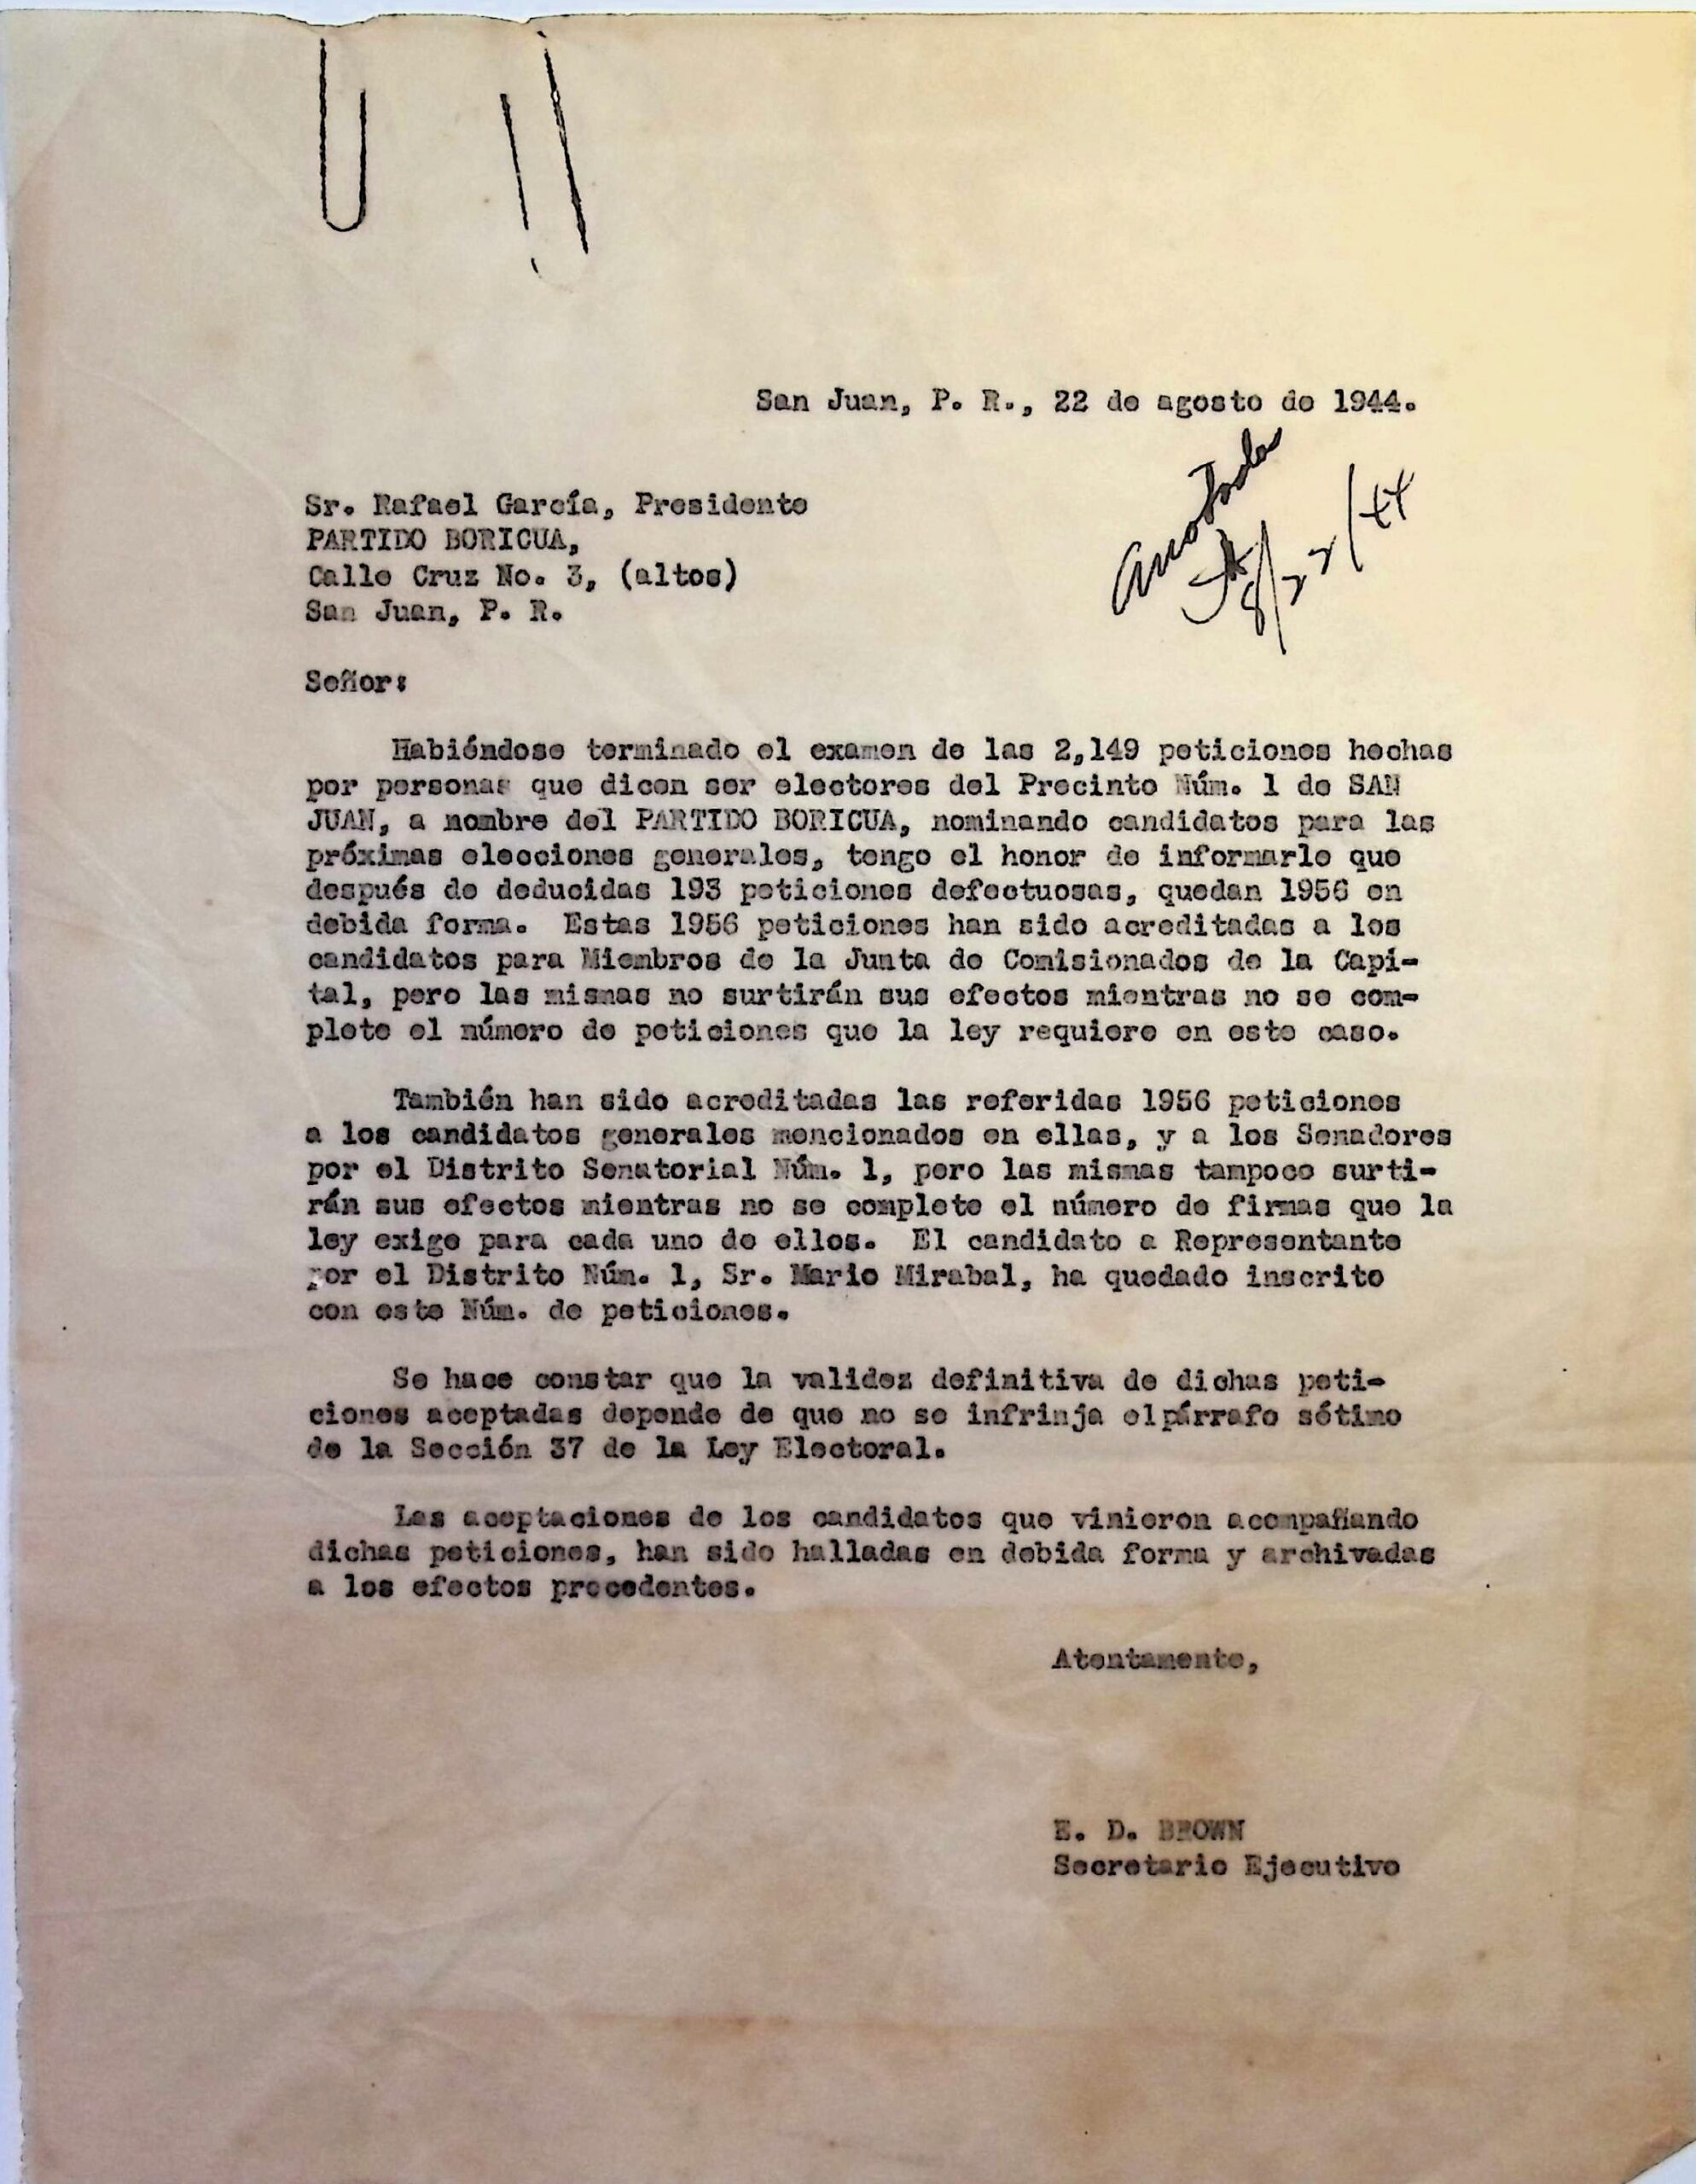 San Juan, P. R., 22 de agosto de 1944.
Anotadas
8/22/44
Sr. Rafael García, Presidente
PARTIDO BORICUA,
Calle Cruz No. 3, (altos)
San Juan, P. R.
Señor:
Habiéndose terminado el examen de las 2,149 peticiones hechas
por personas que dicen ser electores del Precinto Núm. 1 de SAN
JUAN, a nombre del PARTIDO BORICUA, nominando candidatos para las
próximas elecciones generales, tengo el honor de informarle que
después de deducidas 193 peticiones defectuosas, quedan 1956 en
debida forma. Estas 1956 peticiones han sido acreditadas a los
candidatos para Miembros de la Junta de Comisionados de la Capi-
tal, pero las mismas no surtirán sus efectos mientras no se com-
plete el número de peticiones que la ley requiere en este caso.
También han sido acreditadas las referidas 1956 peticiones
a los candidatos generales mencionados en ellas, y a los Senadores
por el Distrito Senatorial Núm. 1, pero las mismas tampoco surti-
rán sus efectos mientras no se complete el número de firmas que la
ley exige para cada uno de ellos. El candidato a Representante
por el Distrito Núm. 1, Sr. Mario Mirabal, ha quedado inscrito
con este Núm. de peticiones.
Se hace constar que la validez definitiva de dichas peti-
ciones aceptadas depende de que no se infrinja elpárrafo sétimo
de la Sección 37 de la Ley Electoral.
Las aceptaciones de los candidatos que vinieron acompañando
dichas peticiones, han sido halladas en debida forma y archivadas
a los efectos procedentes.
Atentamente,
E. D. BROWN
Secretario Ejecutivo